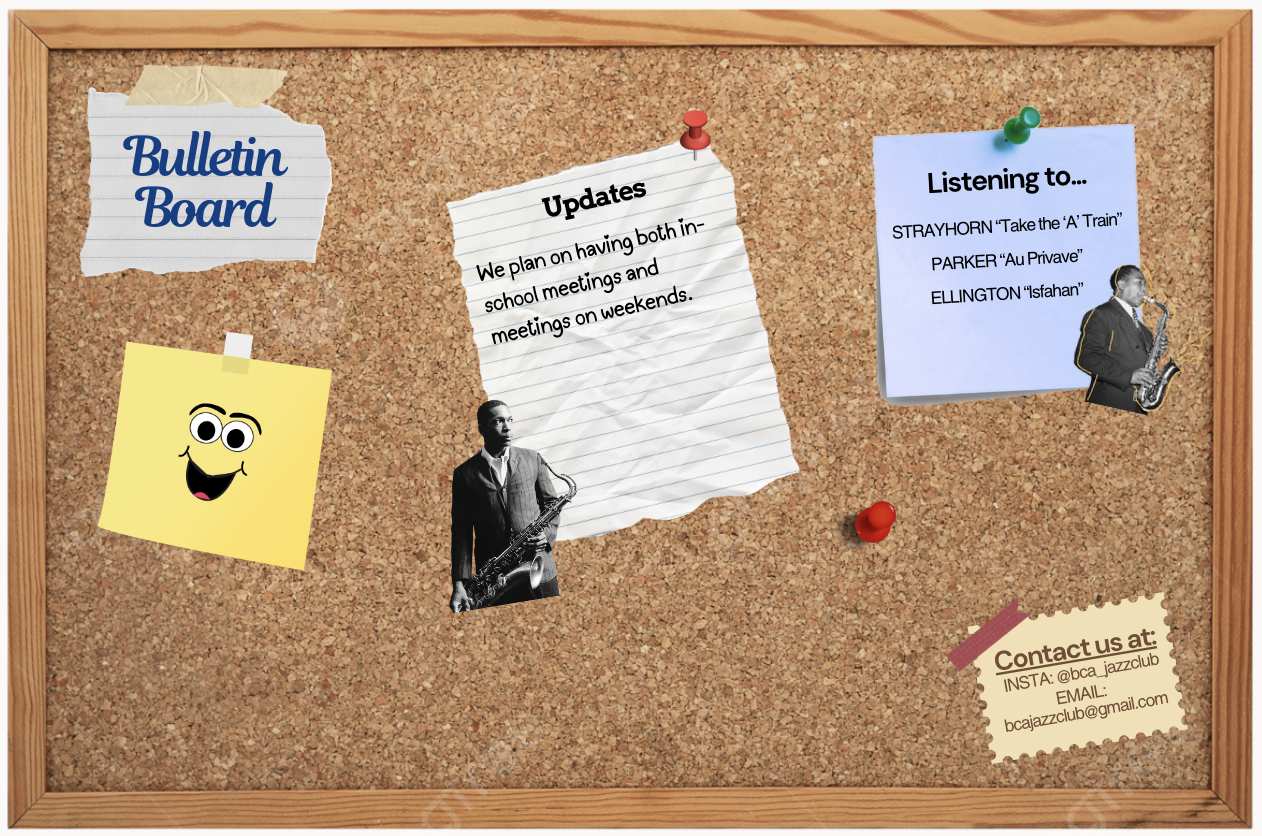 Bulletin
Board
Updates
We plan on having both in-
school meetings and
meetings on weekends.
Listening to...
STRAYHORN “Take the ‘A’ Train”
PARKER “Au Privave”
ELLINGTON “Isfahan”
Contact us at:
INSTA: @bca_jazzclub
EMAIL:
bcajazzclub@gmail.com